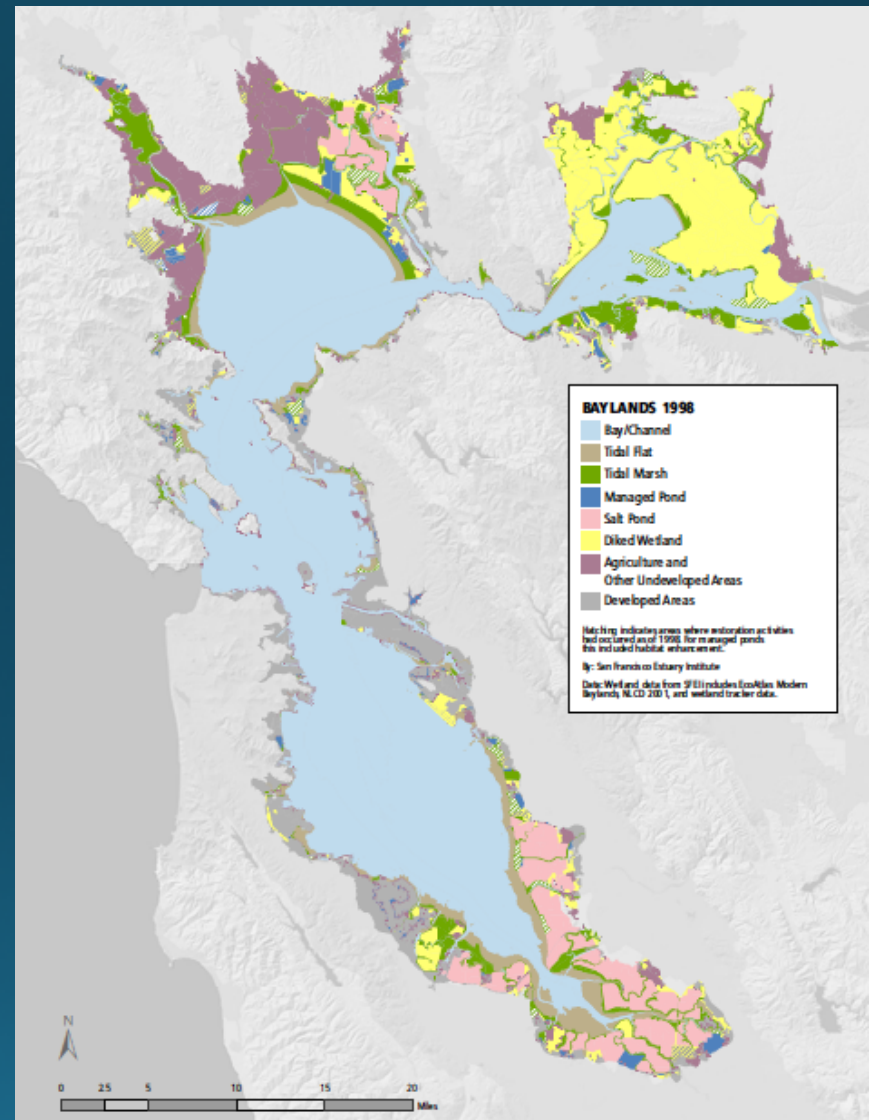 BAYLANDS 1998
Bay/Channel
Tidal Flat
Tidal Marsh
Managed Pond
Salt Pond
Diked Wetland
Agriculture and
Other Undeveloped Areas
Developed Areas
Hatching indicates areas where restoration activities
had occurred as of 1998. For managed ponds
this included habitat enhancement.
By: San Francisco Estuary Institute
Data: Wetland data from SFEI includes EcoAtlas Modern
Baylands, NLCD 2001, and wetland tracker data.
N
0 2.5 5 10 15 20
Miles